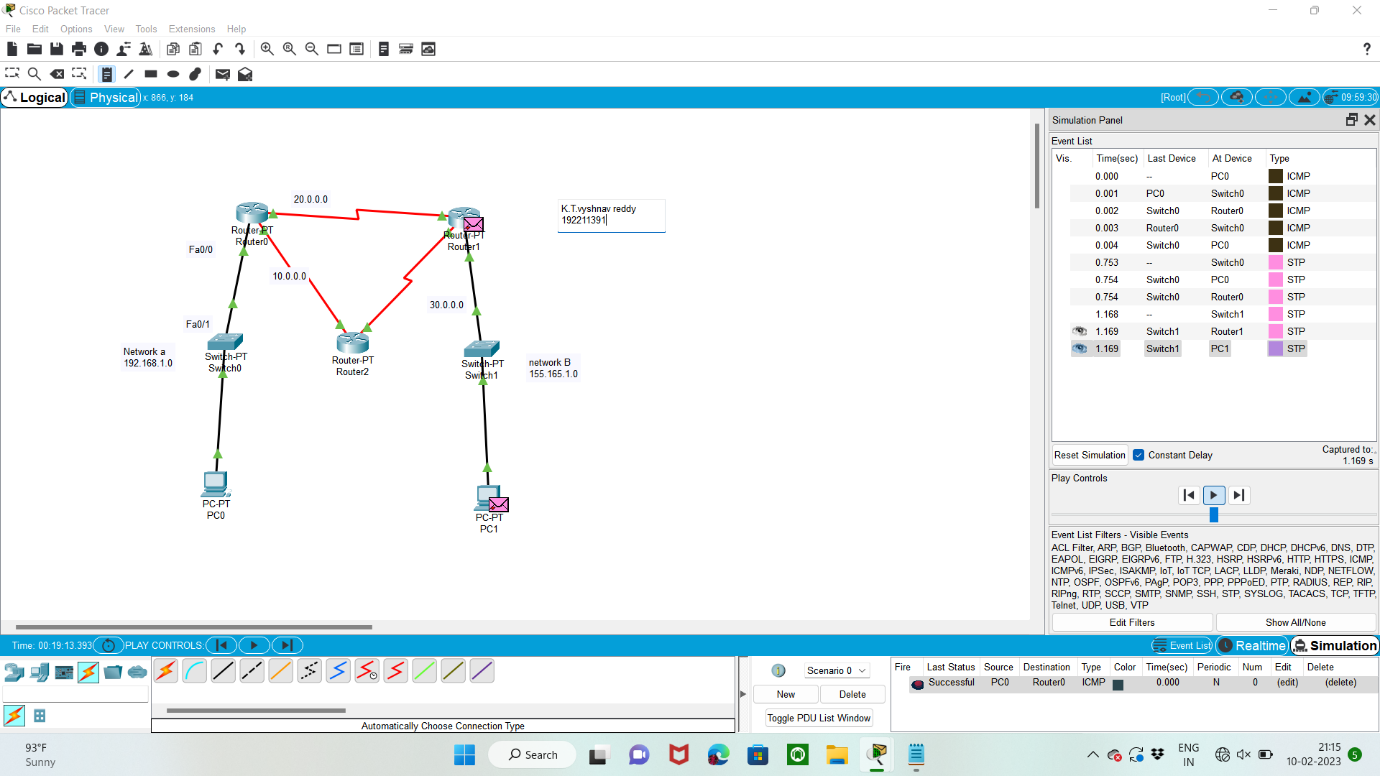 Cisco Packet Tracer
File Edit Options View Tools Extensions Help
?
Logical Physical x: 866, y: 184 [Root] 09:59:30
Simulation Panel
Event List
Vis. Time(sec) Last Device At Device Type
0.000 -- PC0 ICMP
0.001 PC0 Switch0 ICMP
0.002 Switch0 Router0 ICMP
0.003 Router0 Switch0 ICMP
0.004 Switch0 PC0 ICMP
0.753 -- Switch0 STP
0.754 Switch0 PC0 STP
0.754 Switch0 Router0 STP
1.168 -- Switch1 STP
1.169 Switch1 Router1 STP
1.169 Switch1 PC1 STP
20.0.0.0
K.T.vyshnav reddy
192211391
Router-PT
Router0
Router-PT
Router1
Fa0/0
10.0.0.0
30.0.0.0
Fa0/1
Network a
192.168.1.0
Switch-PT
Switch0
Router-PT
Router2
Switch-PT
Switch1
network B
155.165.1.0
PC-PT
PC0
PC-PT
PC1
Reset Simulation Constant Delay Captured to:
1.169 s
Play Controls
Event List Filters - Visible Events
ACL Filter, ARP, BGP, Bluetooth, CAPWAP, CDP, DHCP, DHCPv6, DNS, DTP,
EAPOL, EIGRP, EIGRPv6, FTP, H.323, HSRP, HSRPv6, HTTP, HTTPS, ICMP,
ICMPv6, IPSec, ISAKMP, IoT, IoT TCP, LACP, LLDP, Meraki, NDP, NETFLOW,
NTP, OSPF, OSPFv6, PAgP, POP3, PPP, PPPoED, PTP, RADIUS, REP, RIP,
RIPng, RTP, SCCP, SMTP, SNMP, SSH, STP, SYSLOG, TACACS, TCP, TFTP,
Telnet, UDP, USB, VTP
Edit Filters Show All/None
Time: 00:19:13.393 PLAY CONTROLS: Event List Realtime Simulation
Scenario 0
New Delete
Toggle PDU List Window
Fire Last Status Source Destination Type Color Time(sec) Periodic Num Edit Delete
Successful PC0 Router0 ICMP 0.000 N 0 (edit) (delete)
Automatically Choose Connection Type
93°F
Sunny
Search
ENG
IN
21:15
10-02-2023
5